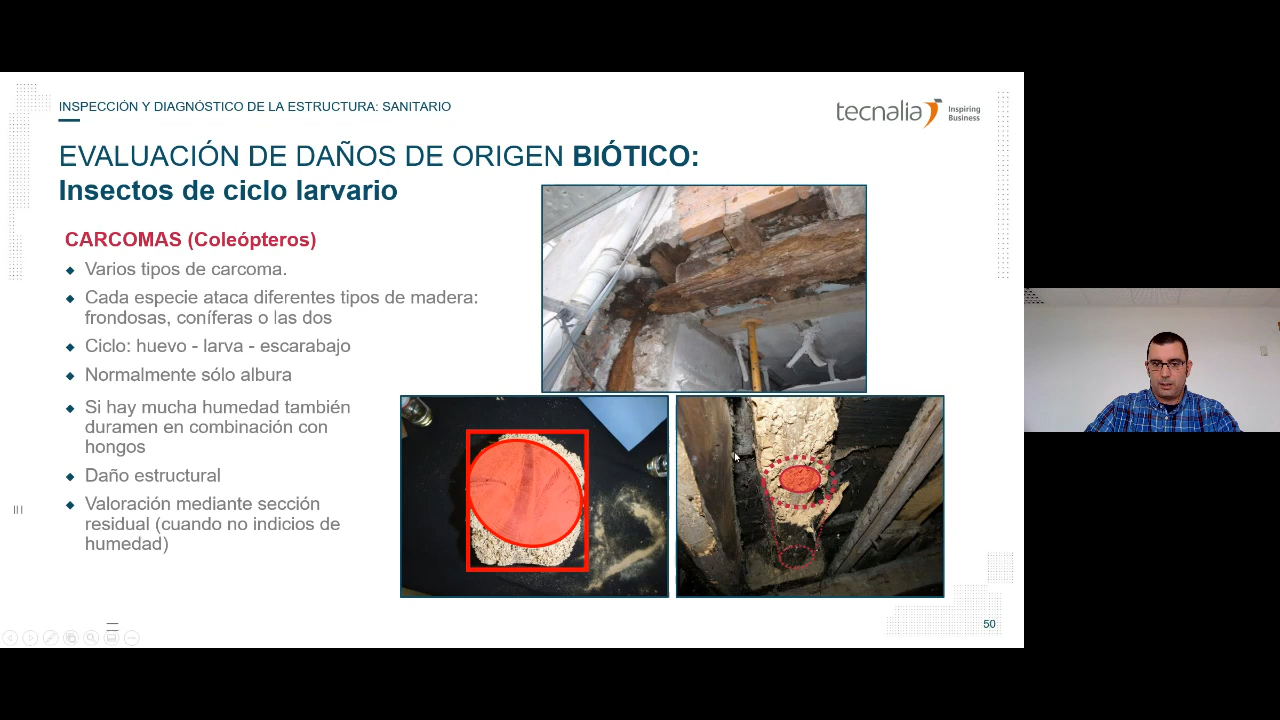 INSPECCIÓN Y DIAGNÓSTICO DE LA ESTRUCTURA: SANITARIO
tecnalia Inspiring
Business
EVALUACIÓN DE DAÑOS DE ORIGEN BIÓTICO:
Insectos de ciclo larvario
CARCOMAS (Coleópteros)
Varios tipos de carcoma.
Cada especie ataca diferentes tipos de madera:
frondosas, coníferas o las dos
Ciclo: huevo - larva - escarabajo
Normalmente sólo albura
Si hay mucha humedad también
duramen en combinación con
hongos
Daño estructural
Valoración mediante sección
residual (cuando no indicios de
humedad)
50